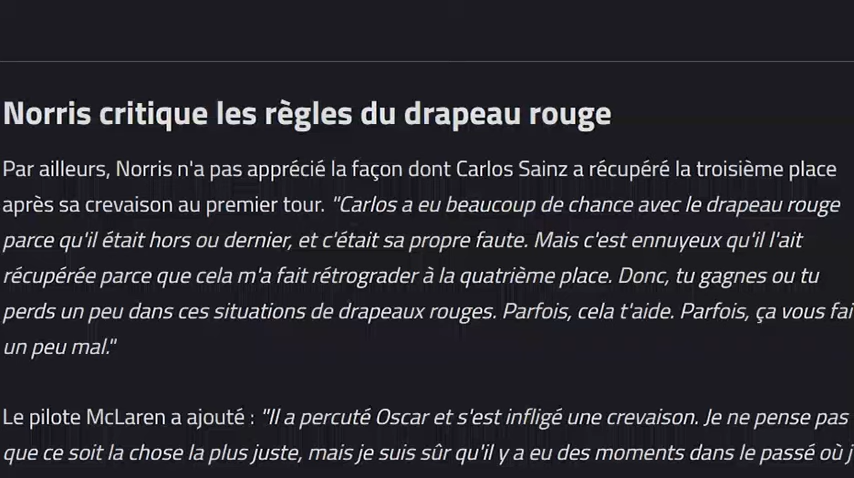 Norris critique les règles du drapeau rouge
Par ailleurs, Norris n'a pas apprécié la façon dont Carlos Sainz a récupéré la troisième place
après sa crevaison au premier tour. "Carlos a eu beaucoup de chance avec le drapeau rouge
parce qu'il était hors ou dernier, et c'était sa propre faute. Mais c'est ennuyeux qu'il l'ait
récupérée parce que cela m'a fait rétrograder à la quatrième place. Donc, tu gagnes ou tu
perds un peu dans ces situations de drapeaux rouges. Parfois, cela t'aide. Parfois, ça vous fai
un peu mal."
Le pilote McLaren a ajouté : "Il a percuté Oscar et s'est infligé une crevaison. Je ne pense pas
que ce soit la chose la plus juste, mais je suis sûr qu'il y a eu des moments dans le passé où j